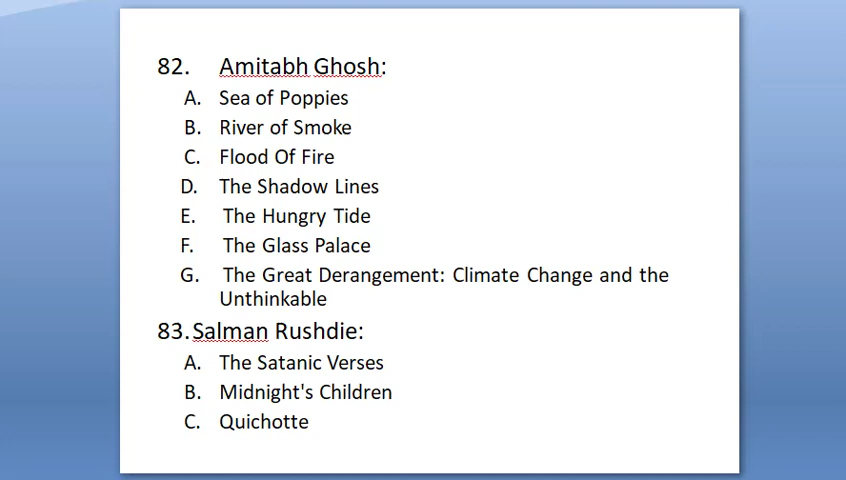 82. Amitabh Ghosh:
A. Sea of Poppies
B. River of Smoke
C. Flood Of Fire
D. The Shadow Lines
E. The Hungry Tide
F. The Glass Palace
G. The Great Derangement: Climate Change and the
Unthinkable
83. Salman Rushdie:
A. The Satanic Verses
B. Midnight's Children
C. Quichotte